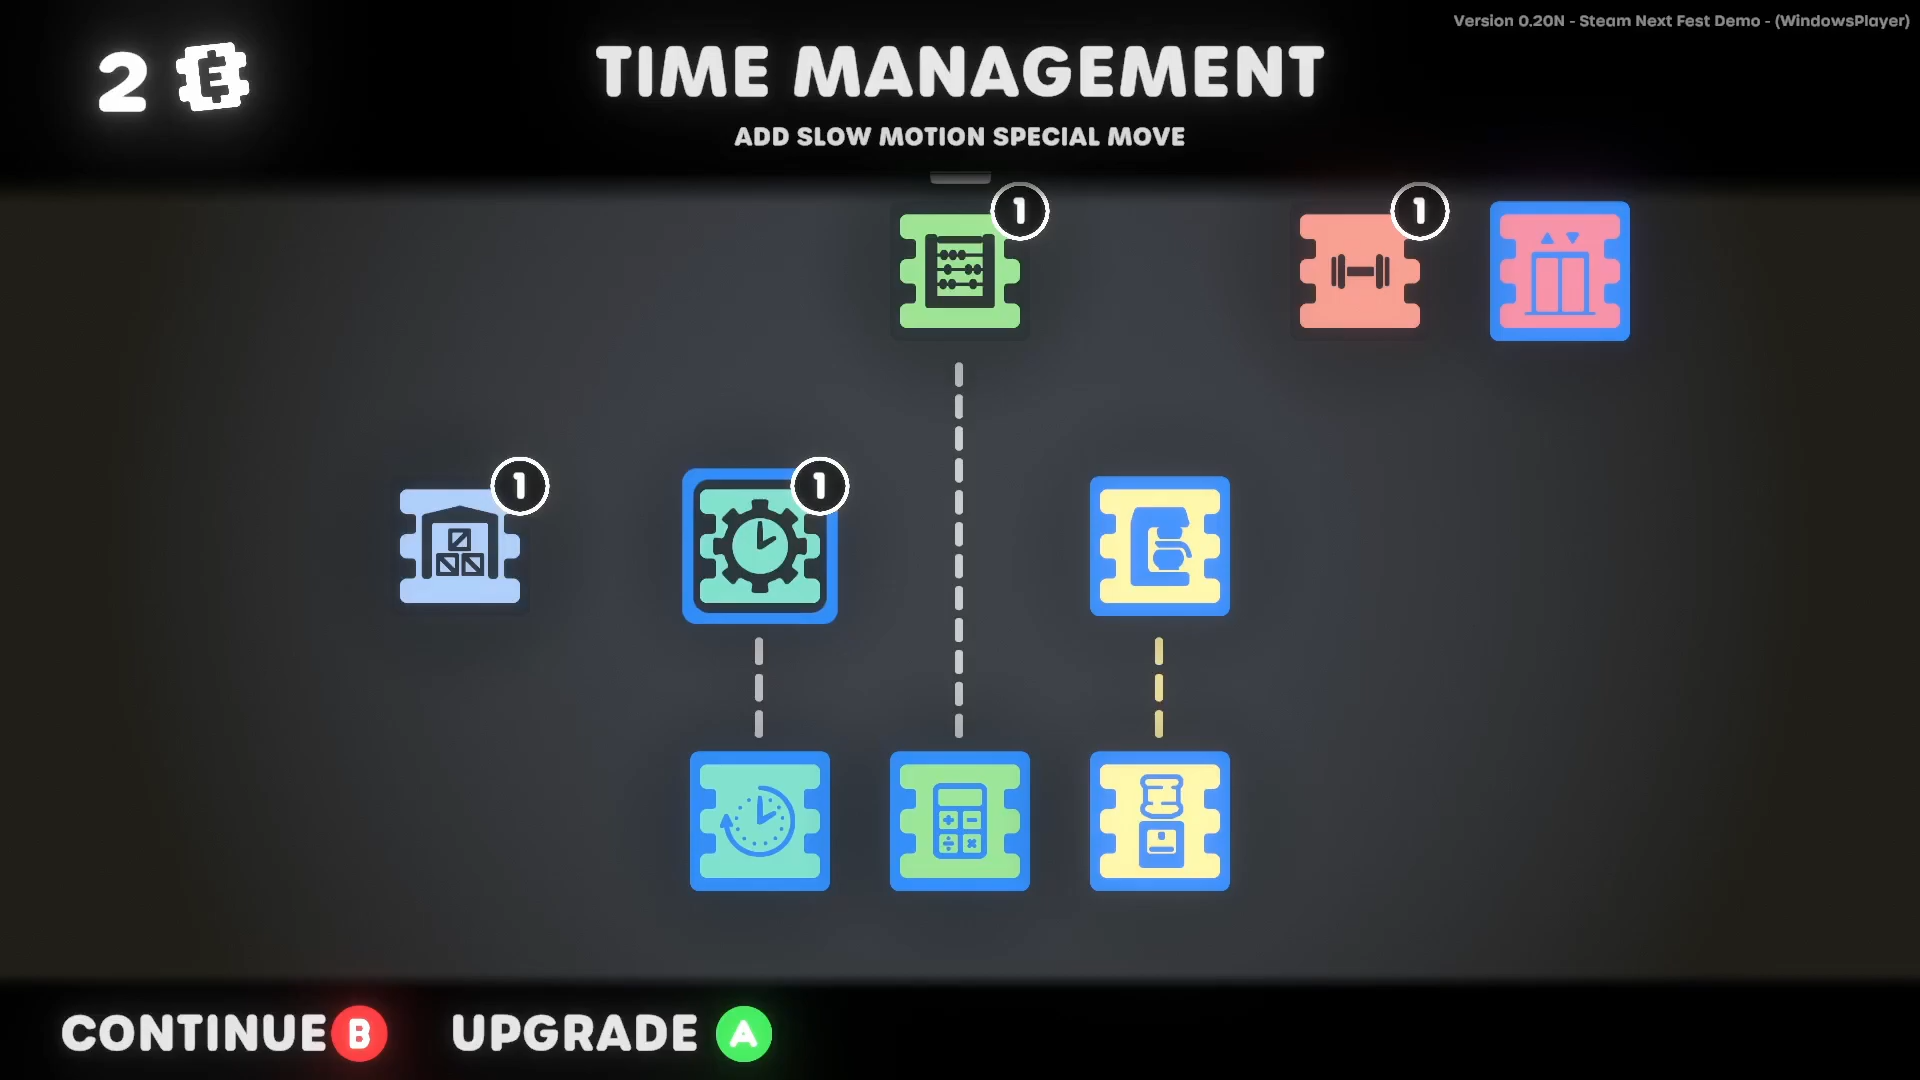 Version 0.20N - Steam Next Fest Demo - (WindowsPlayer)
2 E
TIME MANAGEMENT
ADD SLOW MOTION SPECIAL MOVE
1
1
1
1
CONTINUE B
UPGRADE A